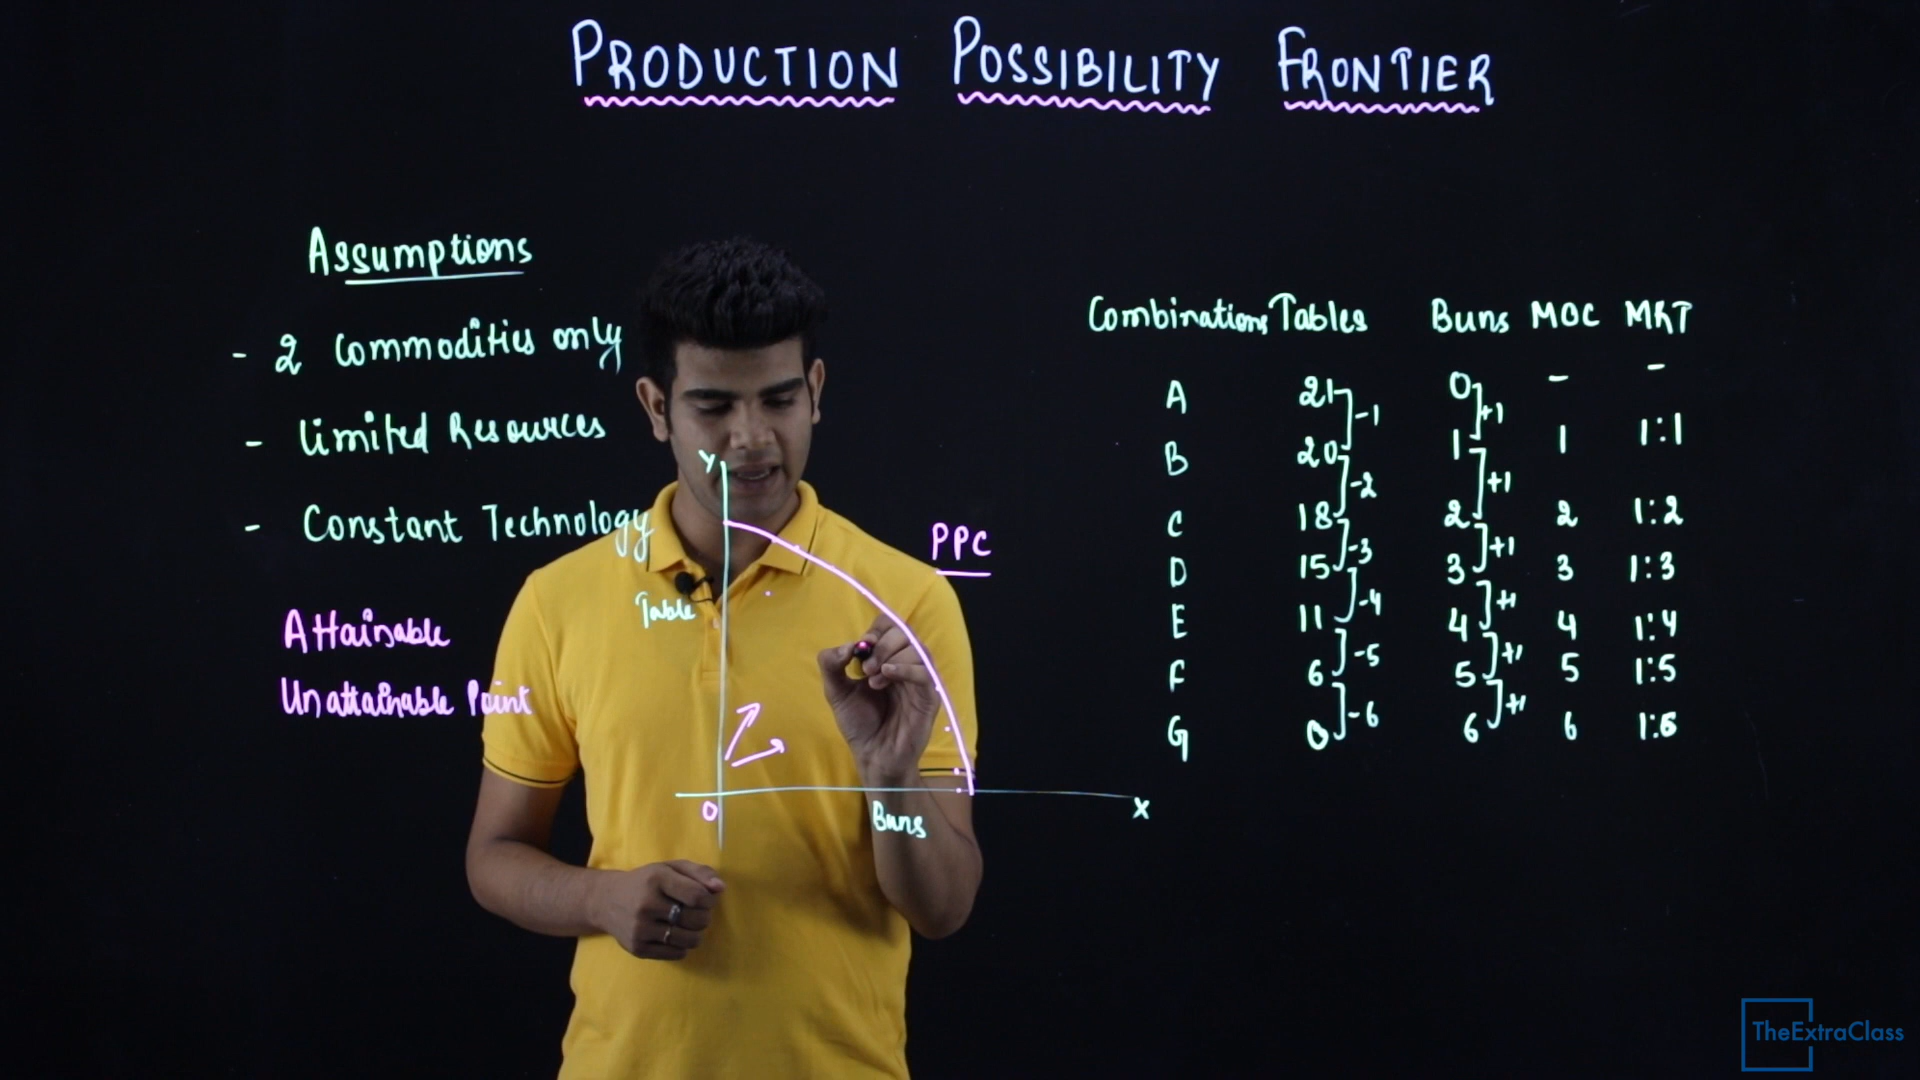 PRODUCTION POSSIBILITY FRONTIER
Assumptions
- 2 Commodities only
- Limited Resources
- Constant Technology
Attainable
Unattainable Point
Y
PPC
Table
O
Buns
X
Combinations Tables Buns MOC MRT
A 21 0 - -
-1 +1
B 20 1 1 1:1
-2 +1
C 18 2 2 1:2
-3 +1
D 15 3 3 1:3
-4 +1
E 11 4 4 1:4
-5 +1
F 6 5 5 1:5
-6 +1
G 0 6 6 1:6
TheExtraClass